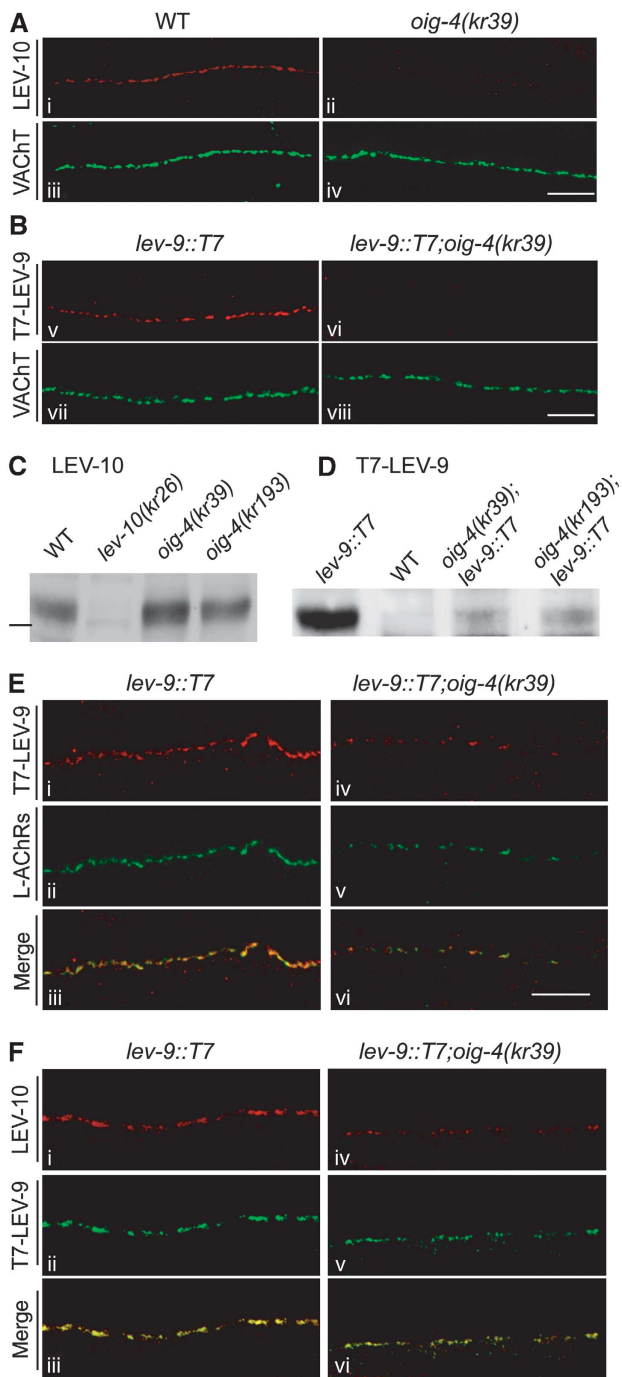 A
WT oig-4(kr39)
LEV-10
i ii
VAChT
iii iv
B
lev-9::T7 lev-9::T7;oig-4(kr39)
T7-LEV-9
v vi
VAChT
vii viii
C LEV-10
WT
lev-10(kr26)
oig-4(kr39)
oig-4(kr193)
D T7-LEV-9
lev-9::T7
WT
oig-4(kr39);
lev-9::T7
oig-4(kr193);
lev-9::T7
E
lev-9::T7 lev-9::T7;oig-4(kr39)
T7-LEV-9
i iv
L-AChRs
ii v
Merge
iii vi
F
lev-9::T7 lev-9::T7;oig-4(kr39)
LEV-10
i iv
T7-LEV-9
ii v
Merge
iii vi